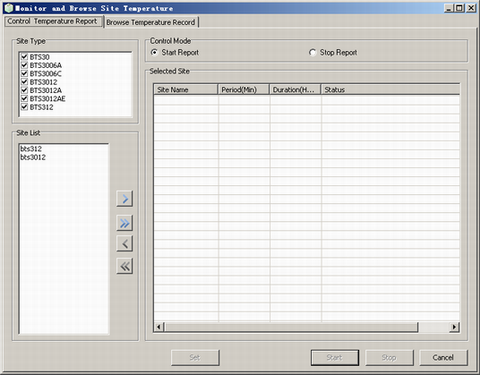 Monitor and Browse Site Temperature
Control Temperature Report
Browse Temperature Record
Site Type
BTS30
BTS3006A
BTS3006C
BTS3012
BTS3012A
BTS3012AE
BTS312
Site List
bts312
bts3012
Control Mode
Start Report
Stop Report
Selected Site
Site Name Period(Min) Duration(H... Status
Set Start Stop Cancel